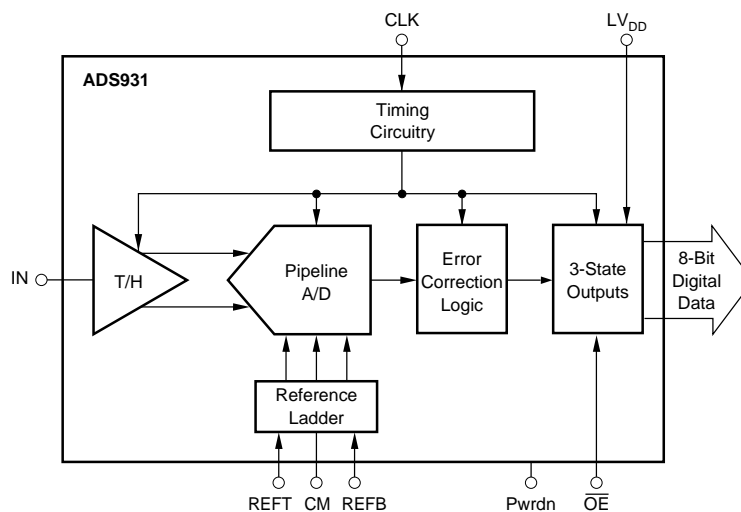 CLK
LVDD
ADS931
Timing
Circuitry
IN
T/H
Pipeline
A/D
Error
Correction
Logic
3-State
Outputs
8-Bit
Digital
Data
Reference
Ladder
REFT
CM
REFB
Pwrdn
O̅E̅